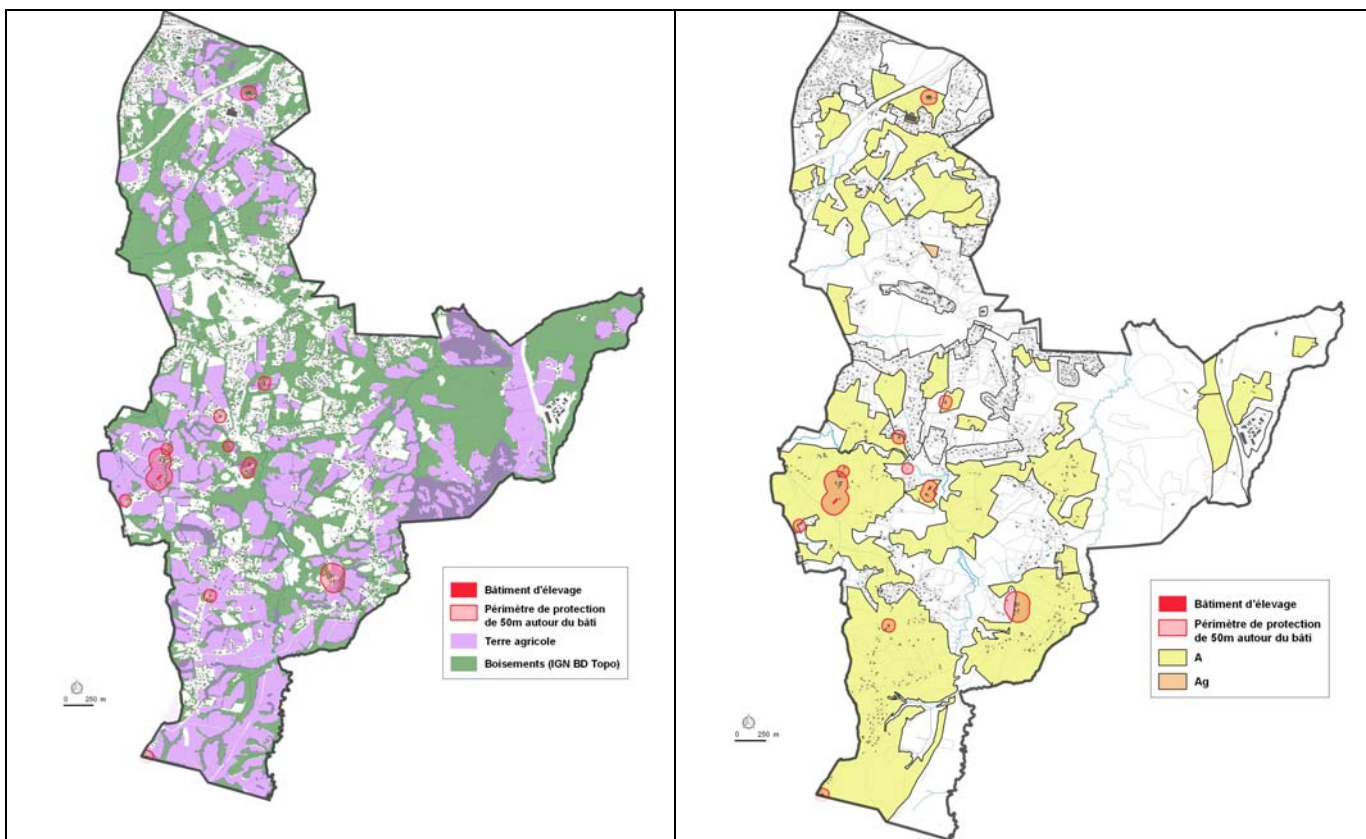 Bâtiment d'élevage
Périmètre de protection
de 50m autour du bâti
Terre agricole
Boisements (IGN BD Topo)
0 250 m
Bâtiment d'élevage
Périmètre de protection
de 50m autour du bâti
A
Ag
0 250 m